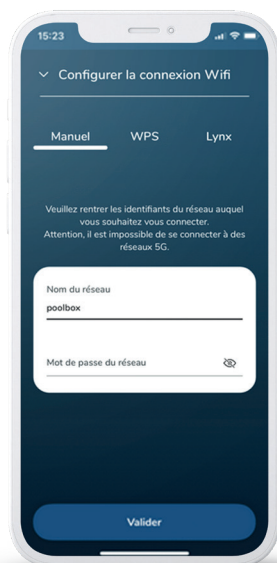 15:23
Configurer la connexion Wifi
Manuel WPS Lynx
Veuillez rentrer les identifiants du réseau auquel
vous souhaitez vous connecter.
Attention, il est impossible de se connecter à des
réseaux 5G.
Nom du réseau
poolbox
Mot de passe du réseau
Valider